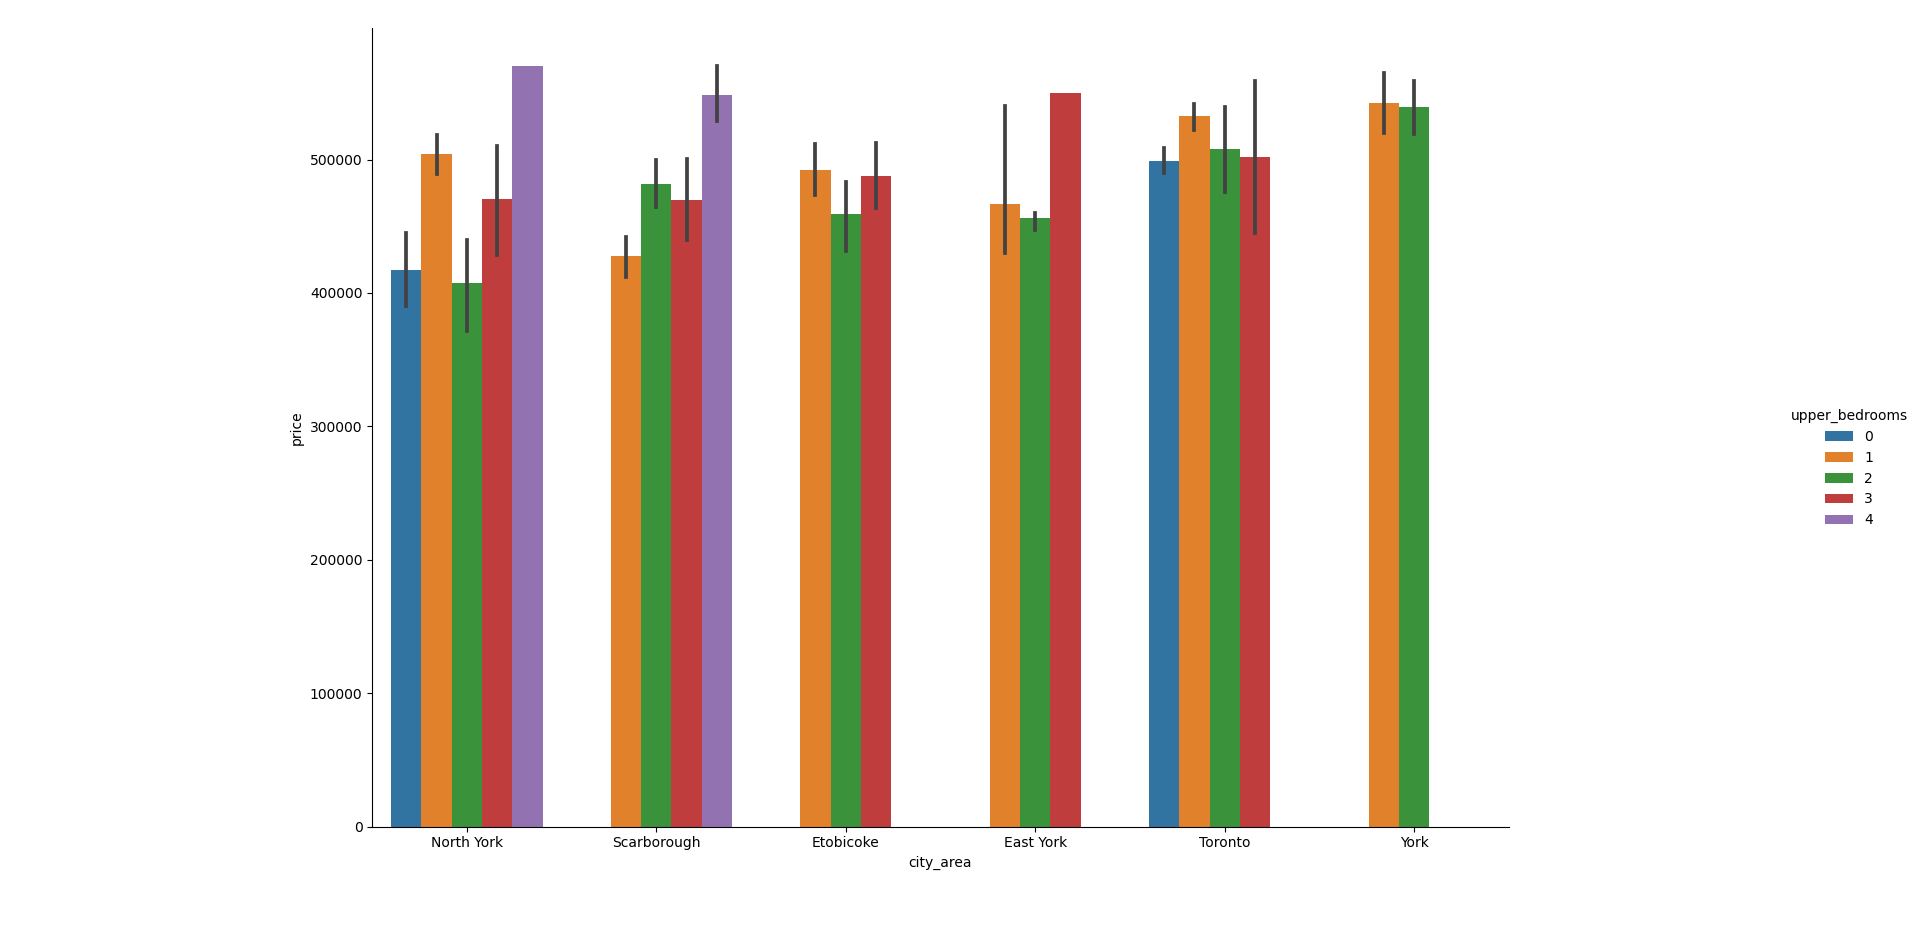 500000
400000
300000
200000
100000
0
price
North York
Scarborough
Etobicoke
East York
Toronto
York
city_area
upper_bedrooms
0
1
2
3
4